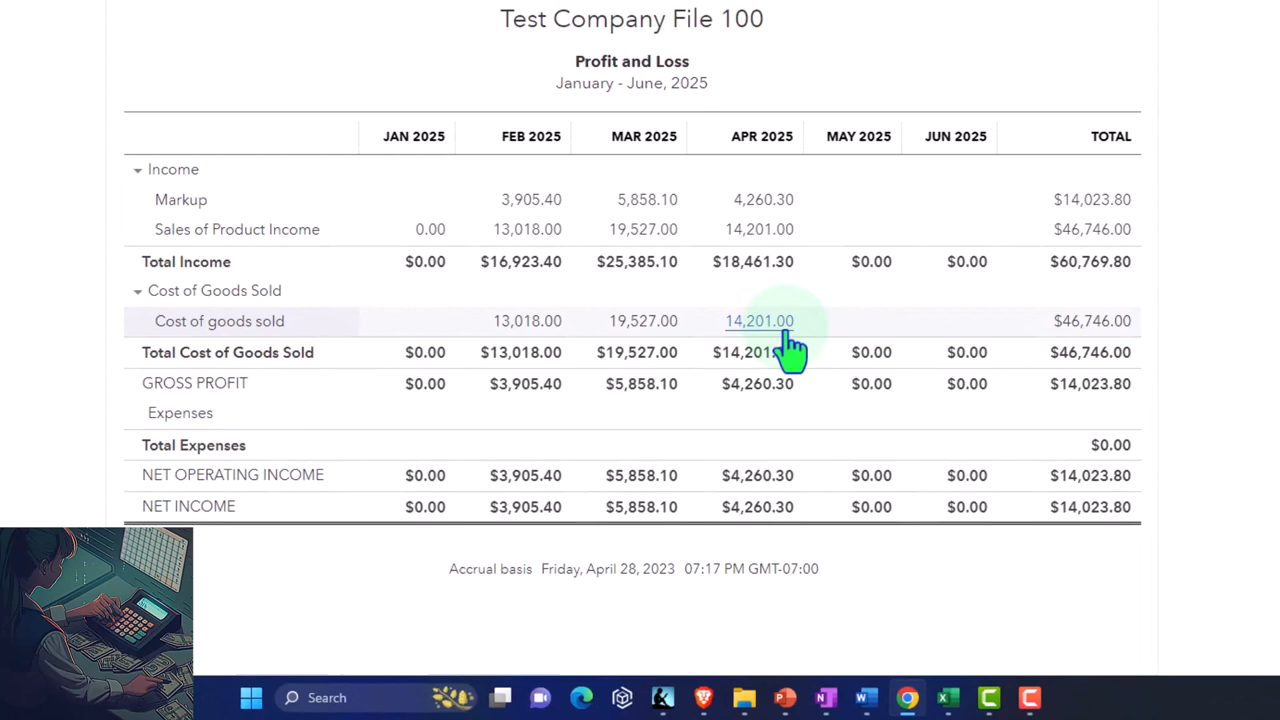 Test Company File 100
Profit and Loss
January - June, 2025
JAN 2025 FEB 2025 MAR 2025 APR 2025 MAY 2025 JUN 2025 TOTAL
Income
Markup 3,905.40 5,858.10 4,260.30 $14,023.80
Sales of Product Income 0.00 13,018.00 19,527.00 14,201.00 $46,746.00
Total Income $0.00 $16,923.40 $25,385.10 $18,461.30 $0.00 $0.00 $60,769.80
Cost of Goods Sold
Cost of goods sold 13,018.00 19,527.00 14,201.00 $46,746.00
Total Cost of Goods Sold $0.00 $13,018.00 $19,527.00 $0.00 $0.00 $46,746.00
GROSS PROFIT $0.00 $3,905.40 $5,858.10 $4,260.30 $0.00 $0.00 $14,023.80
Expenses
Total Expenses $0.00
NET OPERATING INCOME $0.00 $3,905.40 $5,858.10 $4,260.30 $0.00 $0.00 $14,023.80
NET INCOME $0.00 $3,905.40 $5,858.10 $4,260.30 $0.00 $0.00 $14,023.80
Accrual basis Friday, April 28, 2023 07:17 PM GMT-07:00
Search